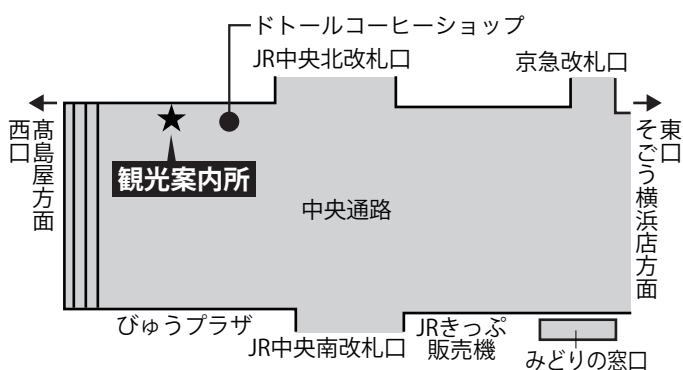 ドトールコーヒーショップ
JR中央北改札口
京急改札口
西口
髙島屋方面
観光案内所
中央通路
東口
そごう横浜店方面
びゅうプラザ
JR中央南改札口
JRきっぷ
販売機
みどりの窓口